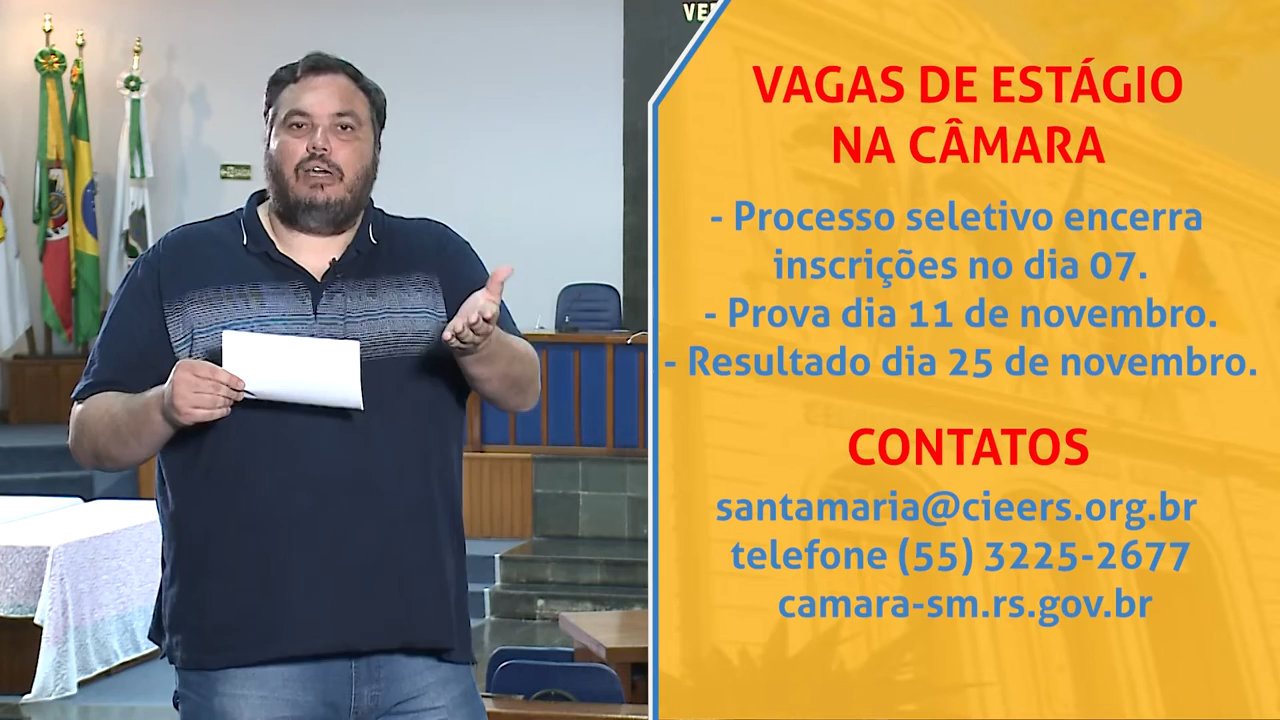 VAGAS DE ESTÁGIO
NA CÂMARA
- Processo seletivo encerra
inscrições no dia 07.
- Prova dia 11 de novembro.
- Resultado dia 25 de novembro.
CONTATOS
santamaria@cieers.org.br
telefone (55) 3225-2677
camara-sm.rs.gov.br